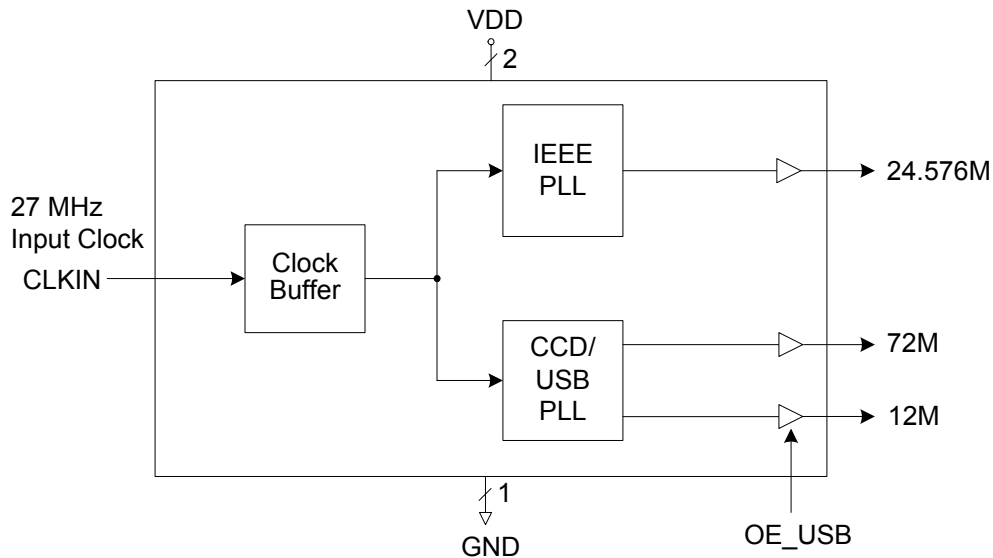 VDD
2
IEEE
PLL
24.576M
27 MHz
Input Clock
CLKIN
Clock
Buffer
CCD/
USB
PLL
72M
12M
1
GND
OE_USB